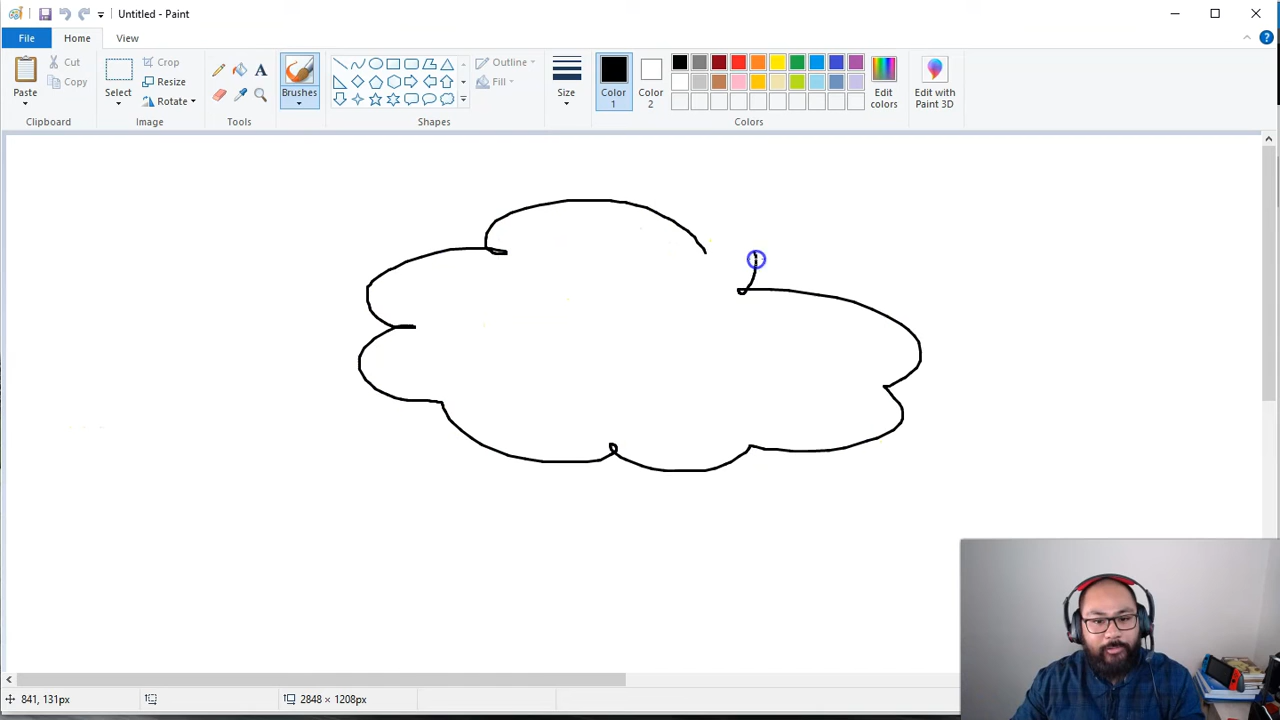 Untitled - Paint
File Home View
Paste
Cut
Copy
Clipboard
Select
Crop
Resize
Rotate
Image
A
Tools
Brushes
Outline
Fill
Shapes
Size
Color 1
Color 2
Edit colors
Colors
Edit with Paint 3D
841, 131px
2848 × 1208px